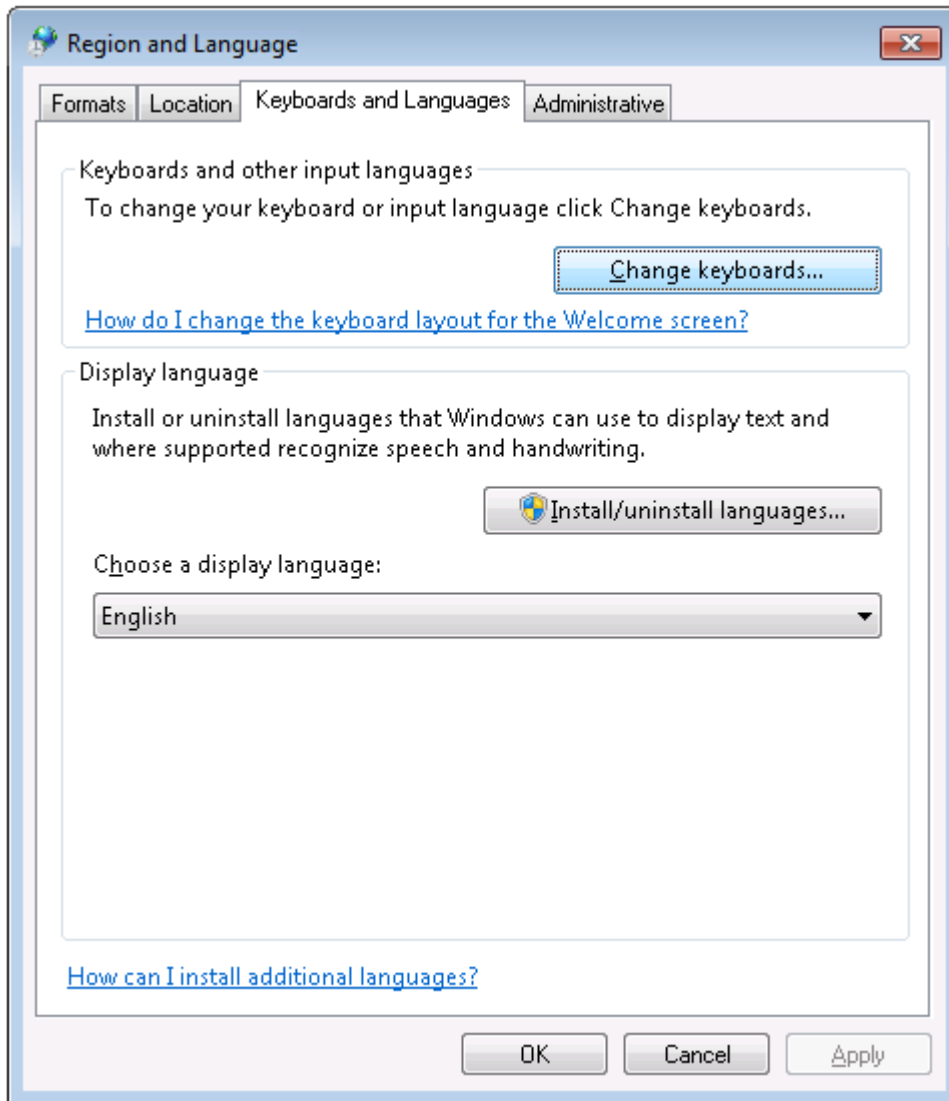 Region and Language
Formats Location Keyboards and Languages Administrative
Keyboards and other input languages
To change your keyboard or input language click Change keyboards.
Change keyboards...
How do I change the keyboard layout for the Welcome screen?
Display language
Install or uninstall languages that Windows can use to display text and
where supported recognize speech and handwriting.
Install/uninstall languages...
Choose a display language:
English
How can I install additional languages?
OK Cancel Apply